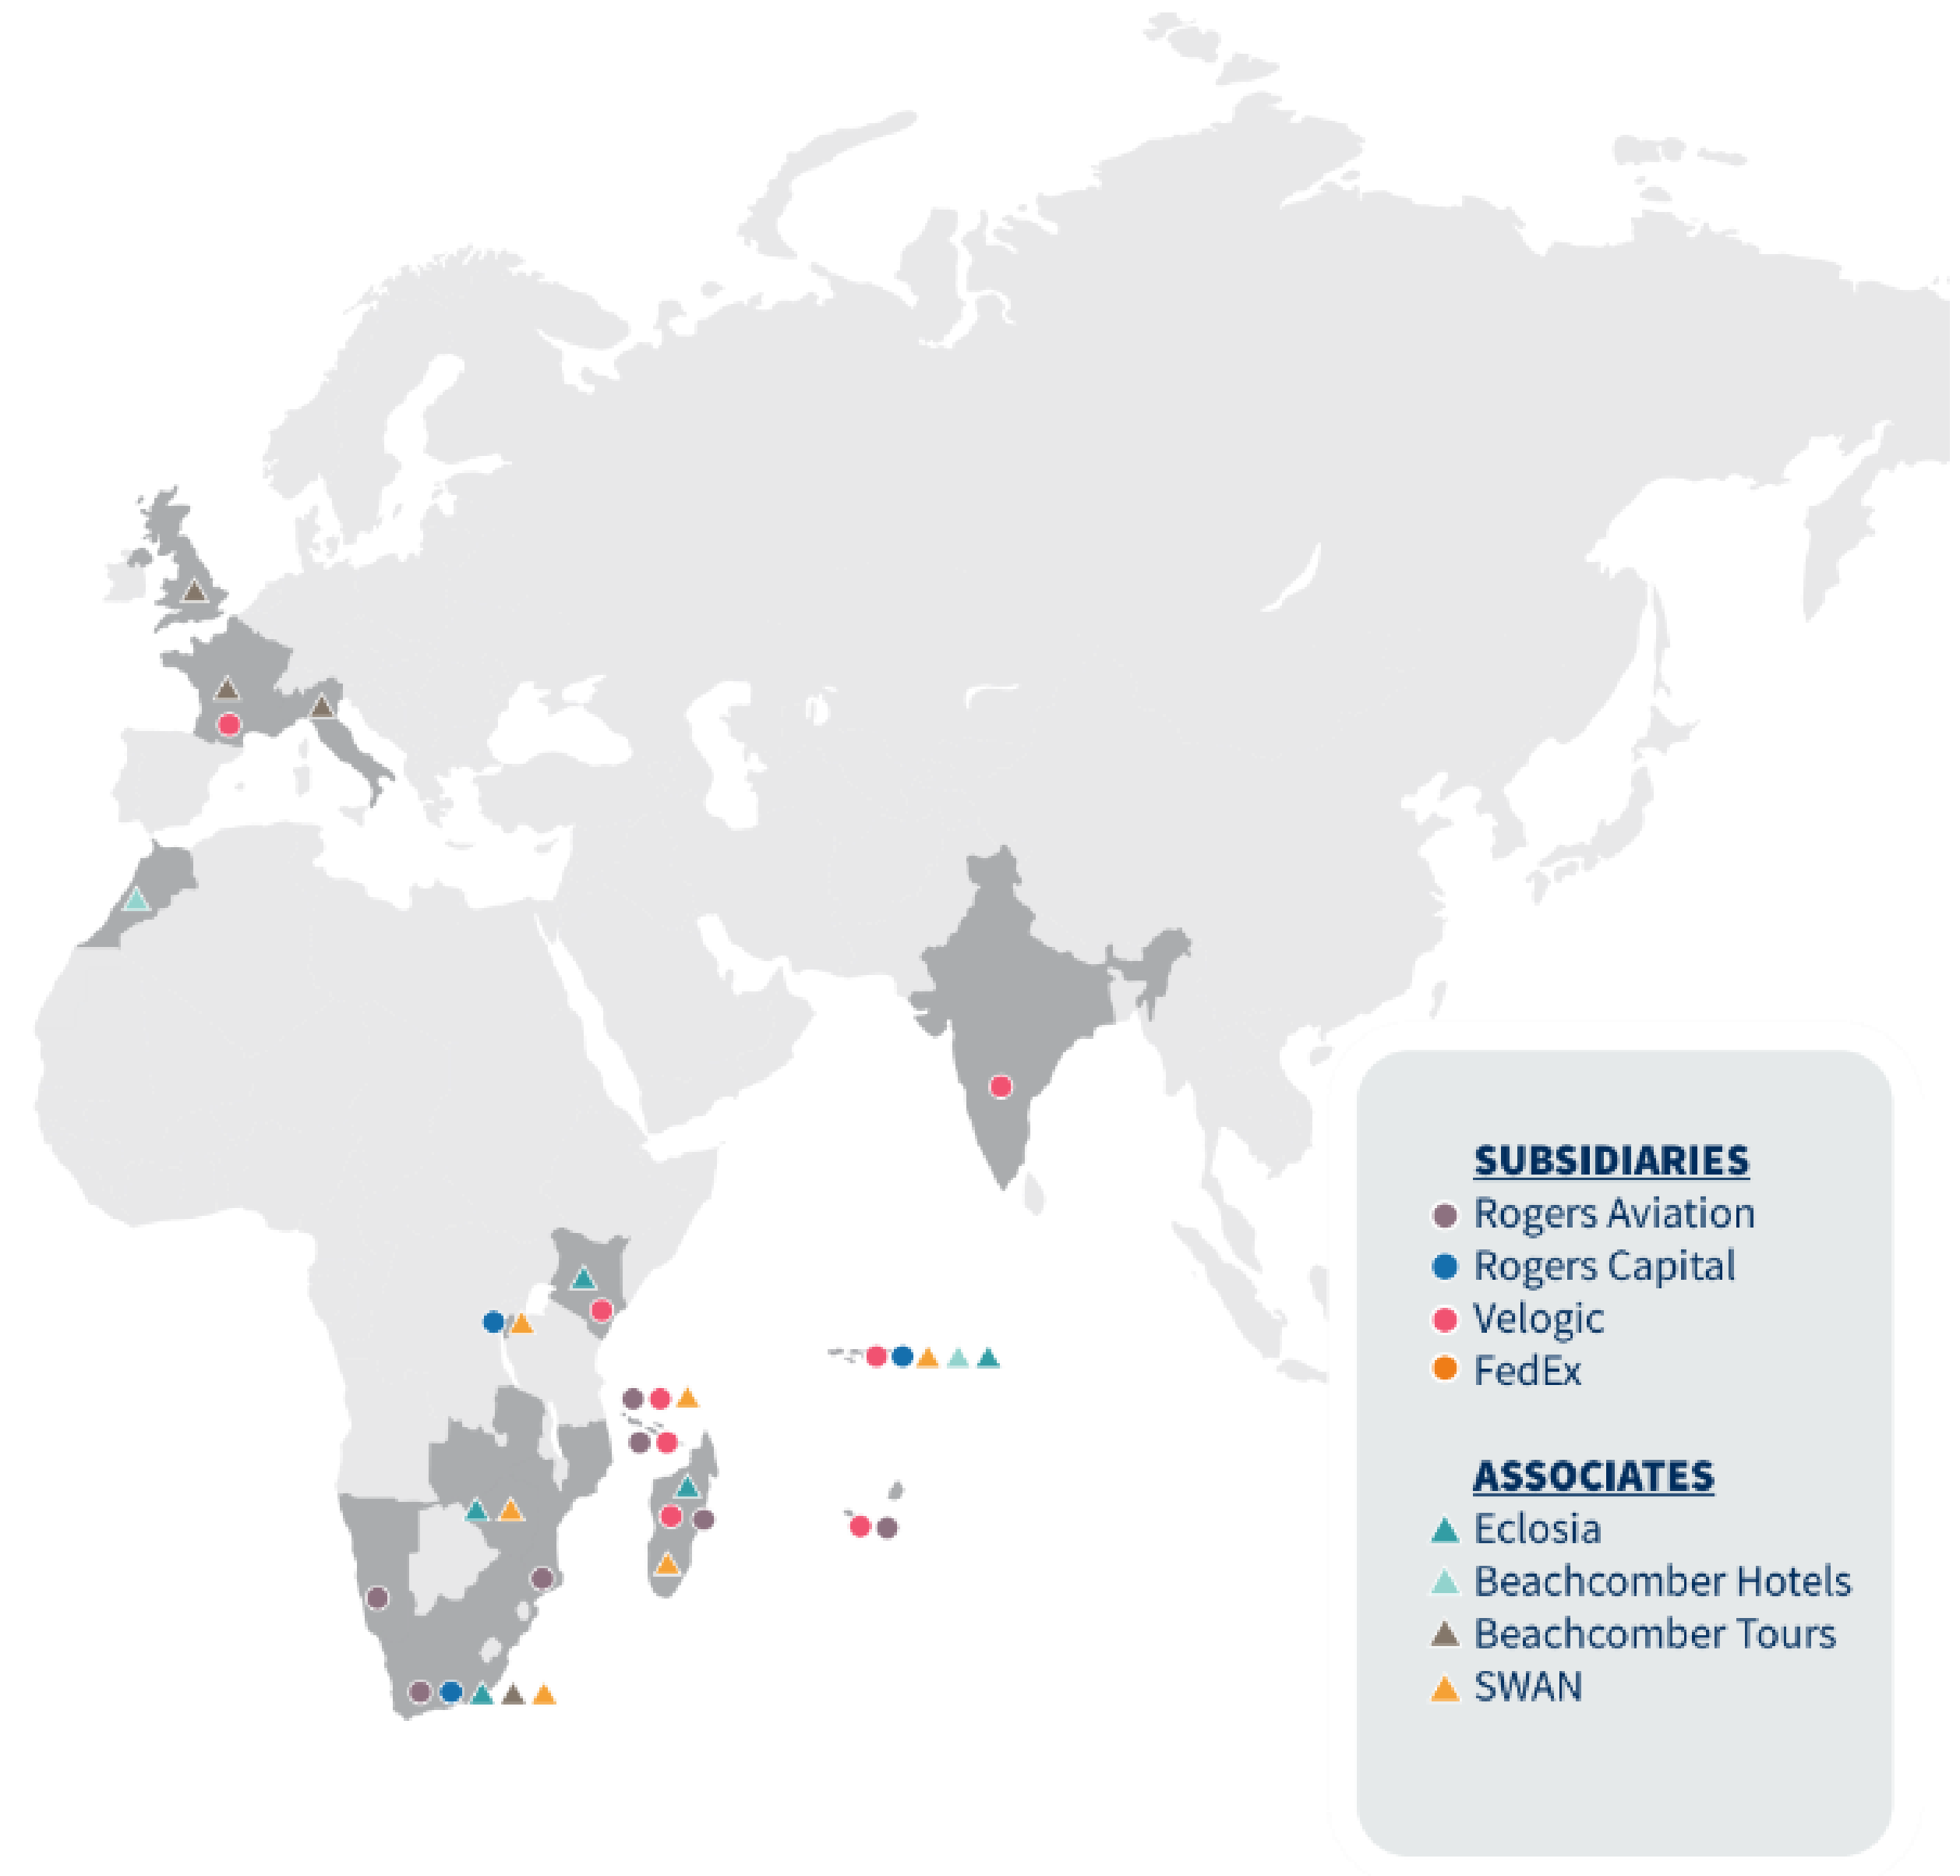 SUBSIDIARIES
Rogers Aviation
Rogers Capital
Velogic
FedEx
ASSOCIATES
Eclosia
Beachcomber Hotels
Beachcomber Tours
SWAN